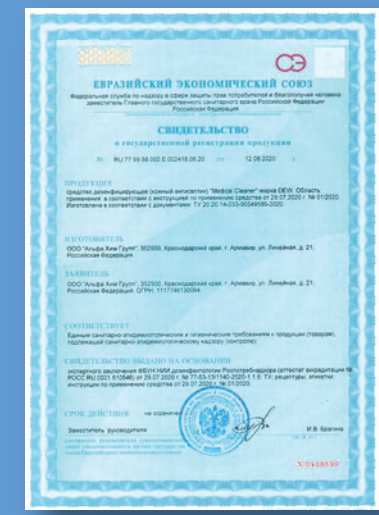 СЭ
ЕВРАЗИЙСКИЙ ЭКОНОМИЧЕСКИЙ СОЮЗ
Федеральная служба по надзору в сфере защиты прав потребителей и благополучия человека
заместитель Главного государственного санитарного врача Российской Федерации
Российская Федерация
СВИДЕТЕЛЬСТВО
о государственной регистрации продукции
№ RU.77.99.88.002.E.002418.08.20 от 12.08.2020 г.
ПРОДУКЦИЯ
средство дезинфицирующее (кожный антисептик) "Medical Cleaner" марка DEW. Область
применения: в соответствии с инструкцией по применению средства от 29.07.2020 г. № 01/2020.
Изготовлена в соответствии с документами: ТУ 20.20.14-033-90549586-2020.
ИЗГОТОВИТЕЛЬ
ООО "Альфа Хим Групп", 352900, Краснодарский край, г. Армавир, ул. Линейная, д. 21,
Российская Федерация.
ЗАЯВИТЕЛЬ
ООО "Альфа Хим Групп", 352900, Краснодарский край, г. Армавир, ул. Линейная, д. 21,
Российская Федерация. ОГРН: 1117746130094
СООТВЕТСТВУЕТ
Единым санитарно-эпидемиологическим и гигиеническим требованиям к продукции (товарам),
подлежащей санитарно-эпидемиологическому надзору (контролю)
СВИДЕТЕЛЬСТВО ВЫДАНО НА ОСНОВАНИИ
экспертного заключения ФБУН НИИ дезинфектологии Роспотребнадзора (аттестат аккредитации №
РОСС RU.0001.610546) от 29.07.2020 г. № 77-53-13/1140-2020-1.1.5; ТУ; рецептуры; этикетки;
инструкции по применению средства от 29.07.2020 г. № 01/2020.
СРОК ДЕЙСТВИЯ не ограничен
Заместитель руководителя И.В. Брагина